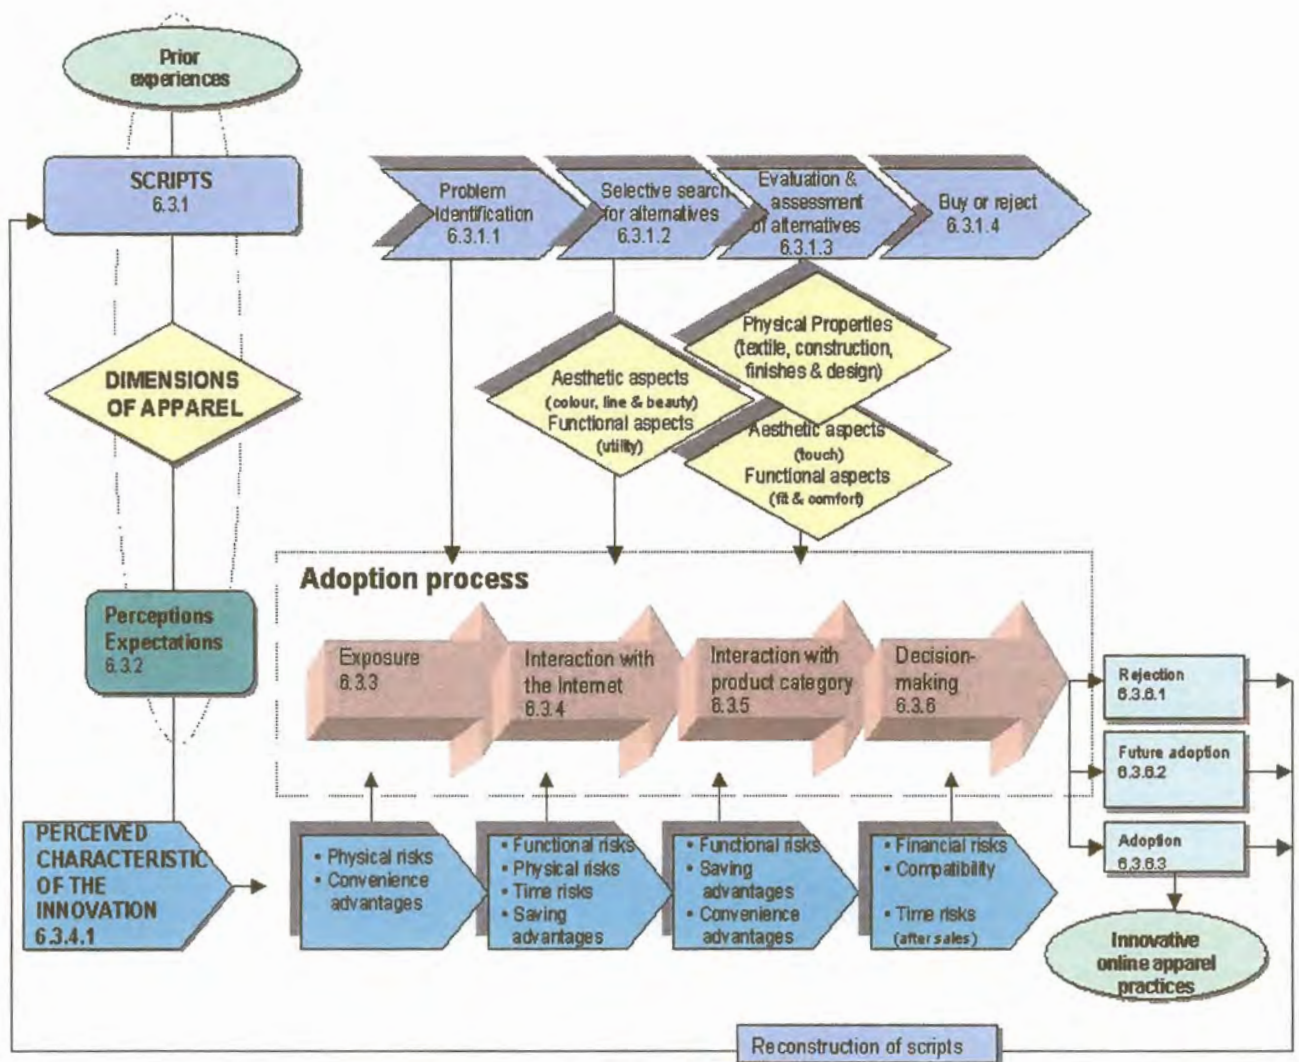 Prior
experiences
SCRIPTS
6.3.1
Problem
Identification
6.3.1.1
Selective search
for alternatives
6.3.1.2
Evaluation &
assessment
of alternatives
6.3.1.3
Buy or reject
6.3.1.4
Physical Properties
(textile, construction,
finishes & design)
Aesthetic aspects
(colour, line & beauty)
Functional aspects
(utility)
Aesthetic aspects
(touch)
Functional aspects
(fit & comfort)
DIMENSIONS
OF APPAREL
Perceptions
Expectations
6.3.2
Adoption process
Exposure
6.3.3
Interaction with
the Internet
6.3.4
Interaction with
product category
6.3.5
Decision-
making
6.3.6
Rejection
6.3.6.1
Future adoption
6.3.6.2
Adoption
6.3.6.3
PERCEIVED
CHARACTERISTIC
OF THE
INNOVATION
6.3.4.1
• Physical risks
• Convenience
advantages
• Functional risks
• Physical risks
• Time risks
• Saving
advantages
• Functional risks
• Saving
advantages
• Convenience
advantages
• Financial risks
• Compatibility
• Time risks
(after sales)
Innovative
online apparel
practices
Reconstruction of scripts